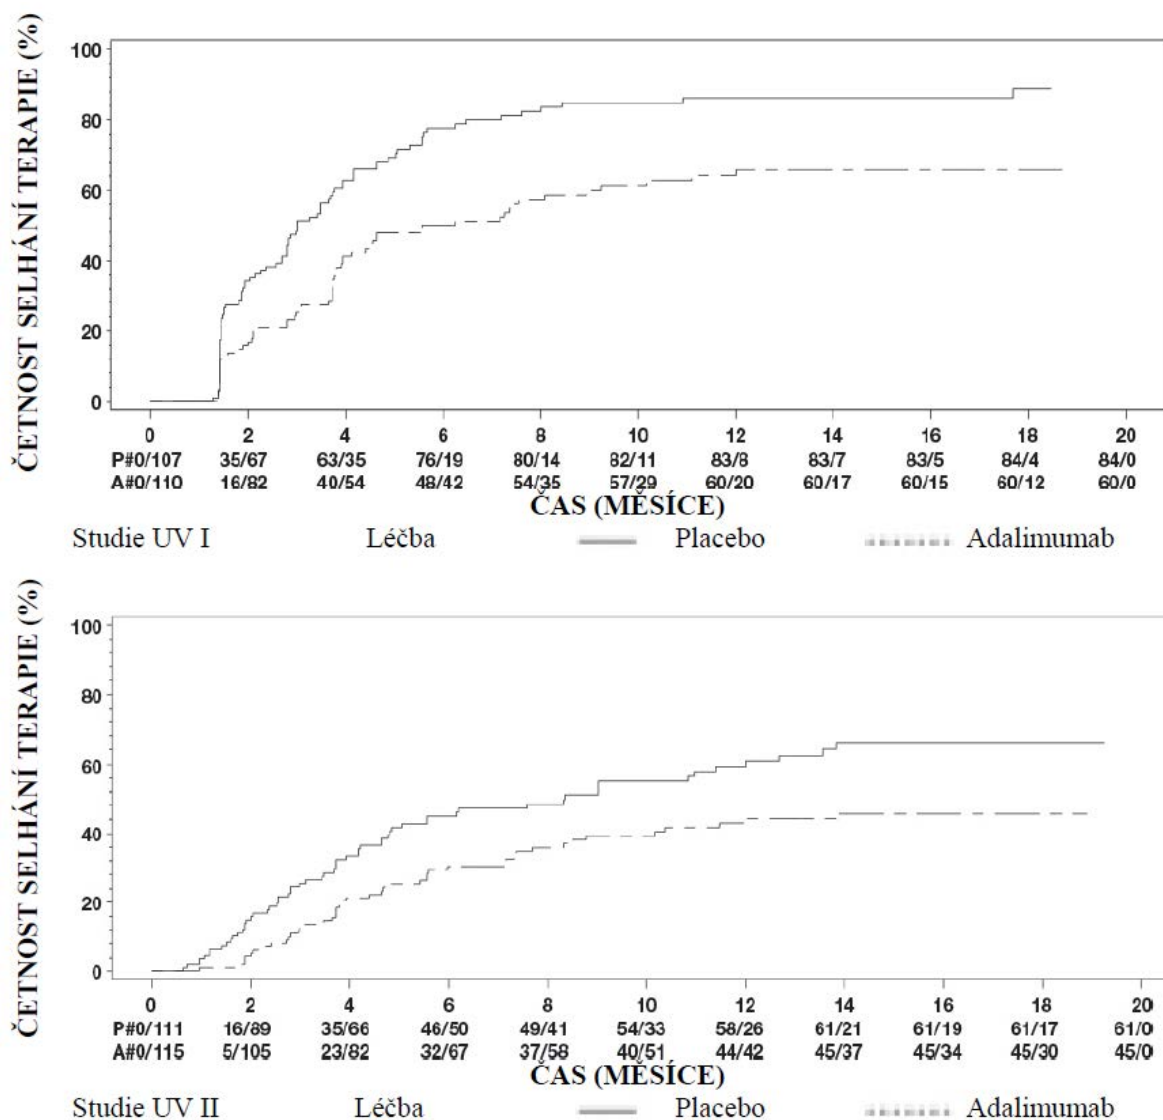 ČETNOST SELHÁNÍ TERAPIE (%)
100
80
60
40
20
0
0 2 4 6 8 10 12 14 16 18 20
P#0/107 35/67 63/35 76/19 80/14 82/11 83/8 83/7 83/5 84/4 84/0
A#0/110 16/82 40/54 48/42 54/35 57/29 60/20 60/17 60/15 60/12 60/0
ČAS (MĚSÍCE)
Studie UV I Léčba Placebo Adalimumab
ČETNOST SELHÁNÍ TERAPIE (%)
100
80
60
40
20
0
0 2 4 6 8 10 12 14 16 18 20
P#0/111 16/89 35/66 46/50 49/41 54/33 58/26 61/21 61/19 61/17 61/0
A#0/115 5/105 23/82 32/67 37/58 40/51 44/42 45/37 45/34 45/30 45/0
ČAS (MĚSÍCE)
Studie UV II Léčba Placebo Adalimumab